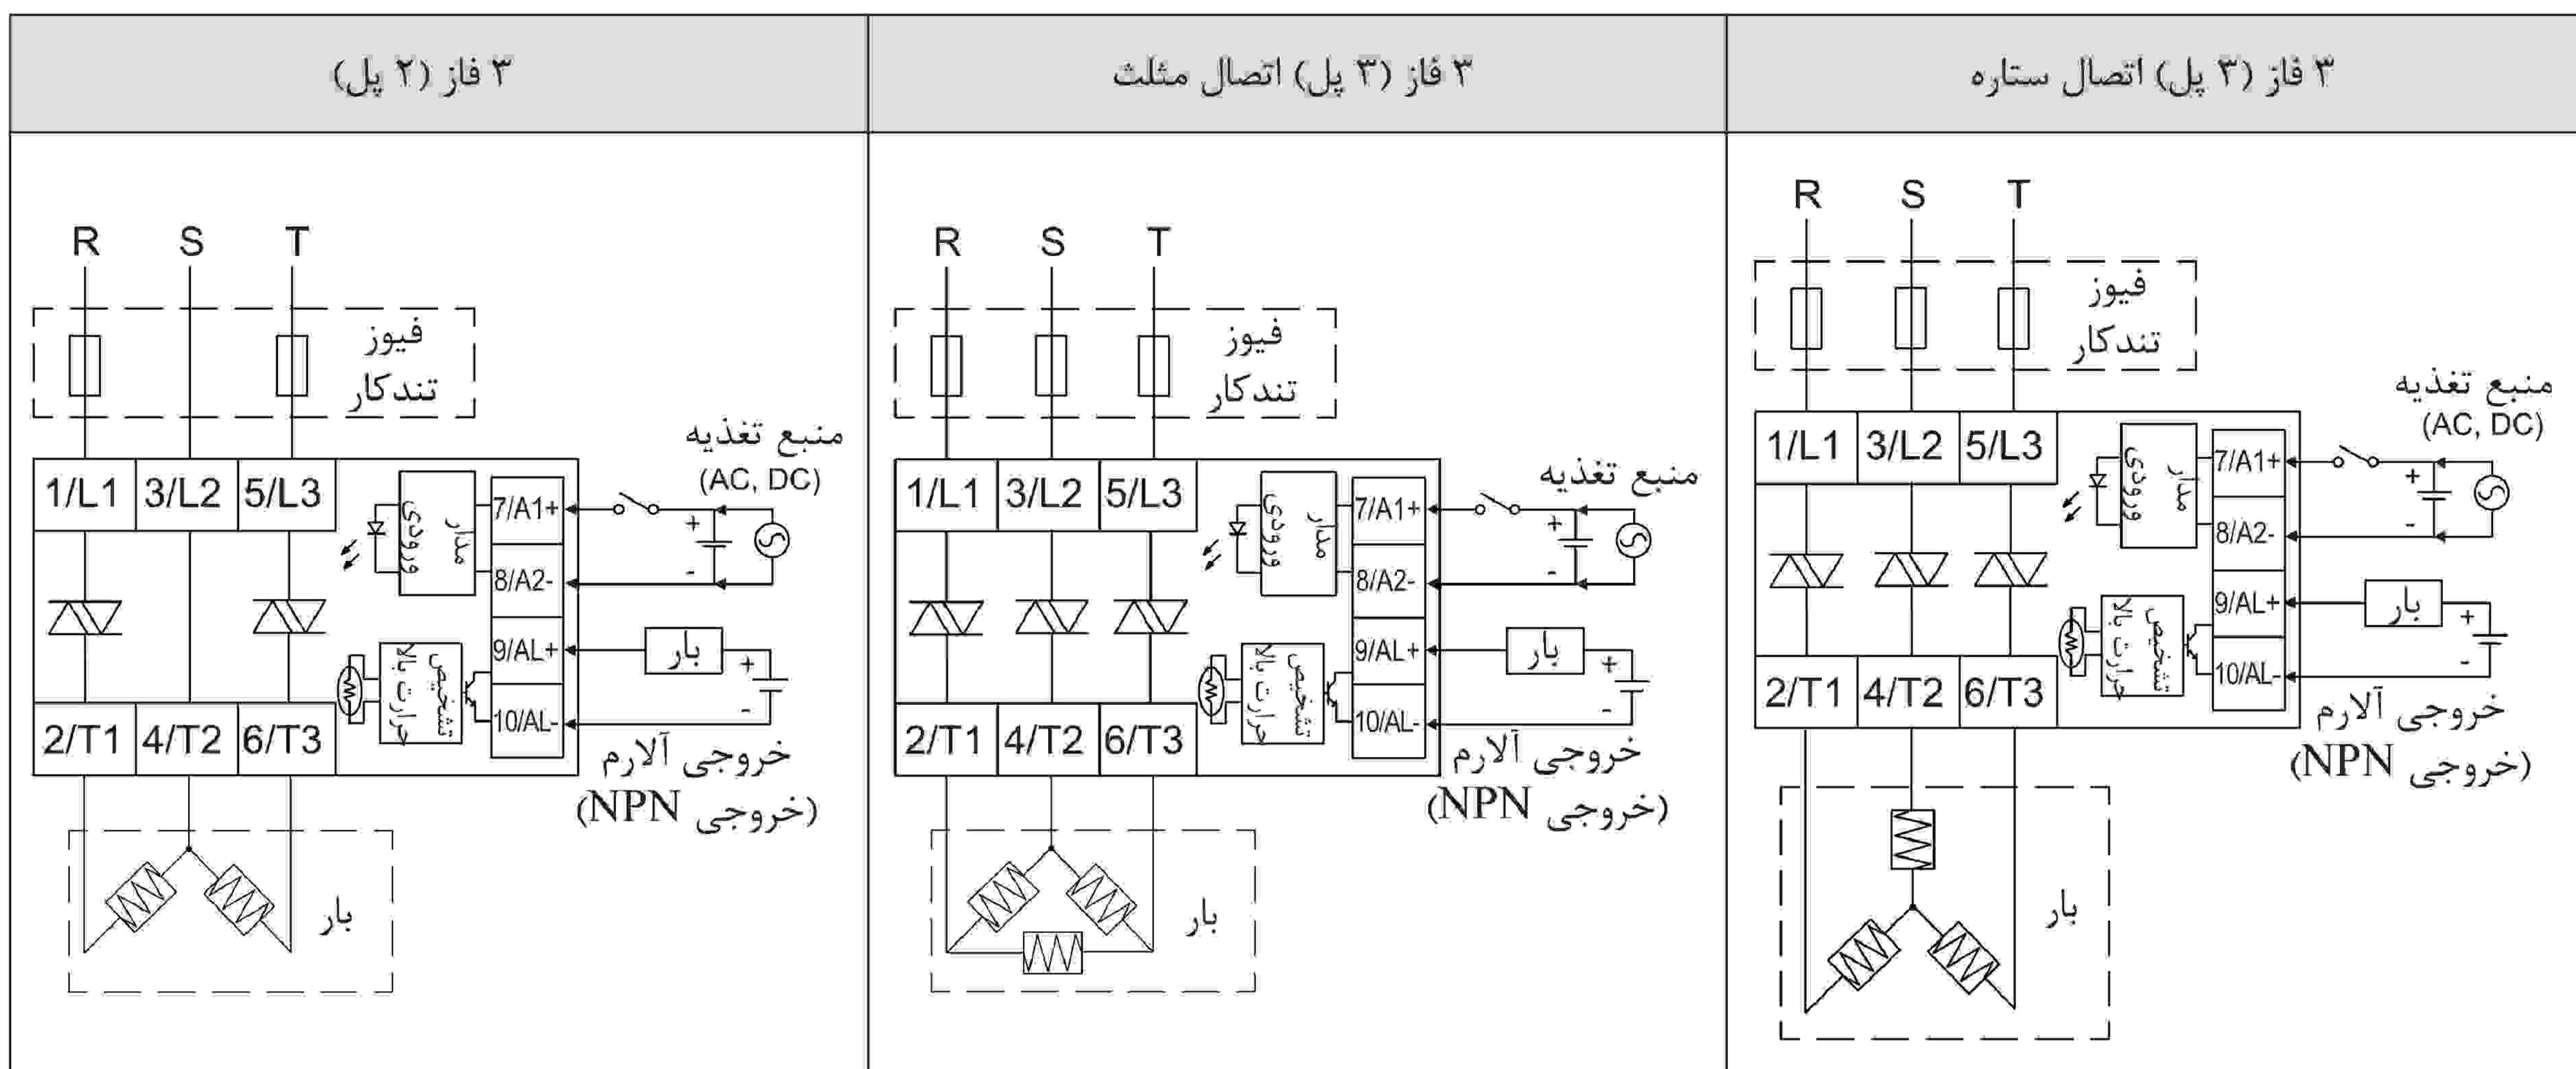 ۳ فاز (۳ پل) اتصال ستاره
۳ فاز (۳ پل) اتصال مثلث
۳ فاز (۲ پل)
R S T
فیوز
تندکار
منبع تغذیه
(AC, DC)
1/L1 3/L2 5/L3
مدار
ورودی
7/A1+
8/A2-
9/AL+
10/AL-
بار
+
-
+
-
تشخیص
حرارت بالا
2/T1 4/T2 6/T3
خروجی آلارم
(خروجی NPN)
بار
R S T
فیوز
تندکار
منبع تغذیه
1/L1 3/L2 5/L3
مدار
ورودی
7/A1+
8/A2-
9/AL+
10/AL-
بار
+
-
+
-
تشخیص
حرارت بالا
2/T1 4/T2 6/T3
خروجی آلارم
(خروجی NPN)
بار
R S T
فیوز
تندکار
منبع تغذیه
(AC, DC)
1/L1 3/L2 5/L3
مدار
ورودی
7/A1+
8/A2-
9/AL+
10/AL-
بار
+
-
+
-
تشخیص
حرارت بالا
2/T1 4/T2 6/T3
خروجی آلارم
(خروجی NPN)
بار